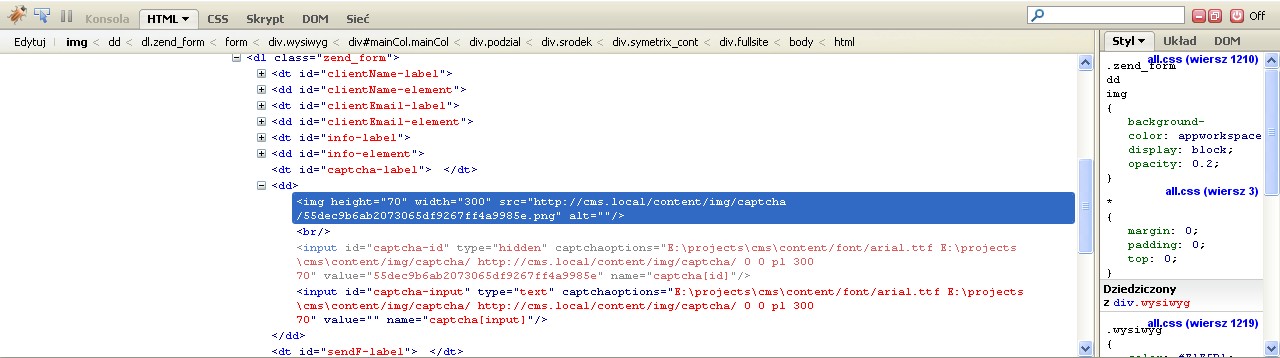 Konsola HTML CSS Skrypt DOM Sieć Off
Edytuj img < dd < dl.zend_form < form < div.wysiwyg < div#mainCol.mainCol < div.podzial < div.srodek < div.symetrix_cont < div.fullsite < body < html
<dl class="zend_form">
<dt id="clientName-label">
<dd id="clientName-element">
<dt id="clientEmail-label">
<dd id="clientEmail-element">
<dt id="info-label">
<dd id="info-element">
<dt id="captcha-label"> </dt>
<dd>
<img height="70" width="300" src="http://cms.local/content/img/captcha
/55dec9b6ab2073065df9267ff4a9985e.png" alt=""/>
<br/>
<input id="captcha-id" type="hidden" captchaoptions="E:\projects\cms\content/font/arial.ttf E:\projects
\cms\content/img/captcha/ http://cms.local/content/img/captcha/ 0 0 pl 300
70" value="55dec9b6ab2073065df9267ff4a9985e" name="captcha[id]"/>
<input id="captcha-input" type="text" captchaoptions="E:\projects\cms\content/font/arial.ttf E:\projects
\cms\content/img/captcha/ http://cms.local/content/img/captcha/ 0 0 pl 300
70" value="" name="captcha[input]"/>
</dd>
<dt id="sendF-label"> </dt>
Styl Układ DOM
all.css (wiersz 1210)
.zend_form
dd
img
{
background-
color: appworkspace
display: block;
opacity: 0.2;
}
all.css (wiersz 3)
*
{
margin: 0;
padding: 0;
top: 0;
}
Dziedziczony
z div.wysiwyg
all.css (wiersz 1219)
.wysiwyg
{